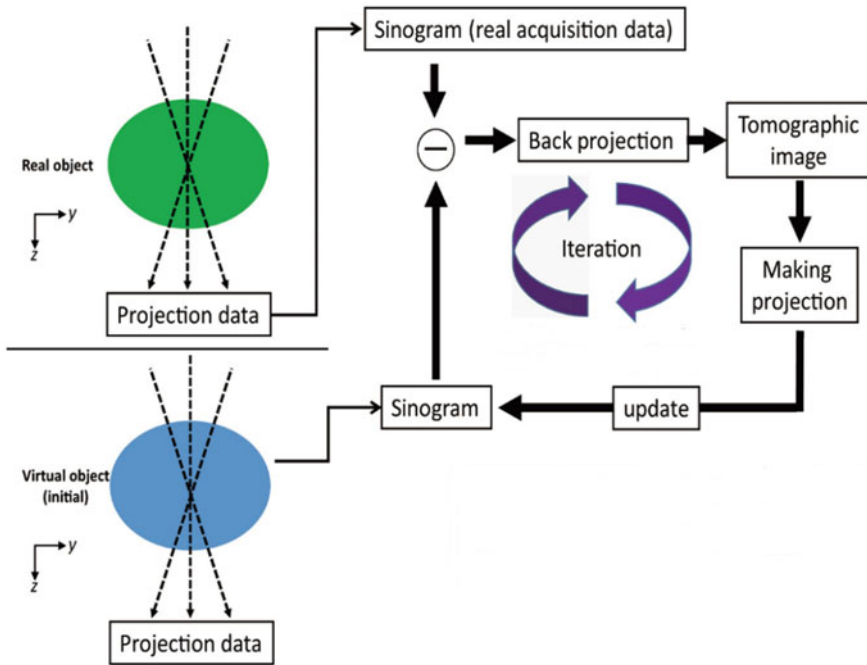 Sinogram (real acquisition data)
Real object
y
z
Projection data
−
Back projection
Tomographic
image
Iteration
Making
projection
update
Sinogram
Virtual object
(initial)
y
z
Projection data